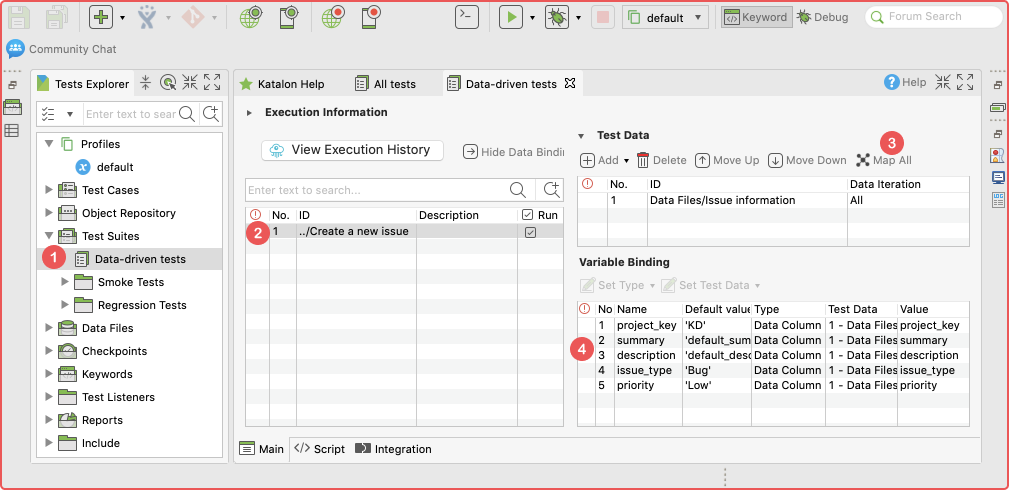 default
Keyword
Debug
Forum Search
Community Chat
Tests Explorer
Katalon Help
All tests
Data-driven tests
Help
Enter text to sear
Execution Information
View Execution History
Hide Data Bindi
Enter text to search...
No. ID Description Run
2 1 ../Create a new issue
Profiles
default
Test Cases
Object Repository
Test Suites
1 Data-driven tests
Smoke Tests
Regression Tests
Data Files
Checkpoints
Keywords
Test Listeners
Reports
Include
Test Data
3
Add Delete Move Up Move Down Map All
No. ID Data Iteration
1 Data Files/Issue information All
Variable Binding
Set Type Set Test Data
No Name Default value Type Test Data Value
1 project_key 'KD' Data Column 1 - Data Files project_key
2 summary 'default_sum Data Column 1 - Data Files summary
4 3 description 'default_desc Data Column 1 - Data Files description
4 issue_type 'Bug' Data Column 1 - Data Files issue_type
5 priority 'Low' Data Column 1 - Data Files priority
Main Script Integration